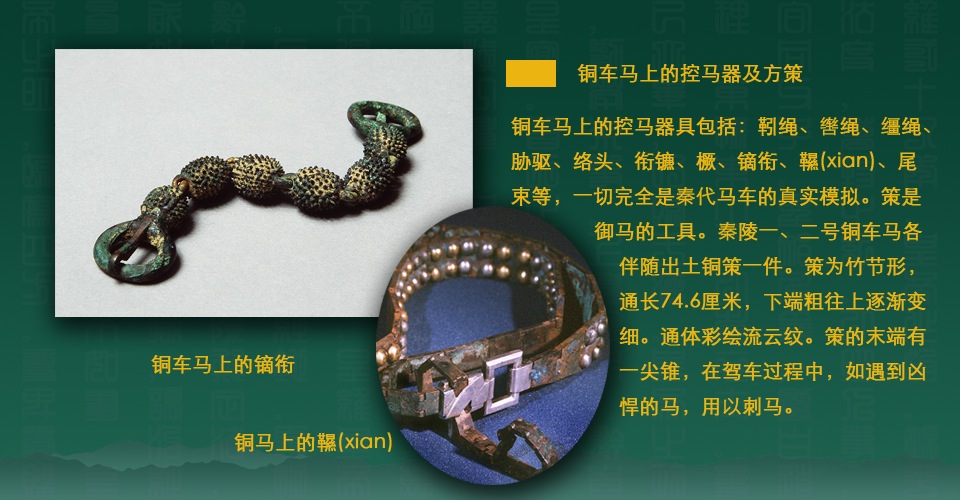 铜车马上的控马器及方策
铜车马上的控马器具包括：靷绳、辔绳、缰绳、
胁驱、络头、衔镳、橛、镝衔、韅(xian)、尾
束等，一切完全是秦代马车的真实模拟。策是
御马的工具。秦陵一、二号铜车马各
伴随出土铜策一件。策为竹节形，
通长74.6厘米，下端粗往上逐渐变
细。通体彩绘流云纹。策的末端有
一尖锥，在驾车过程中，如遇到凶
悍的马，用以刺马。
铜车马上的镝衔
铜马上的韅(xian)